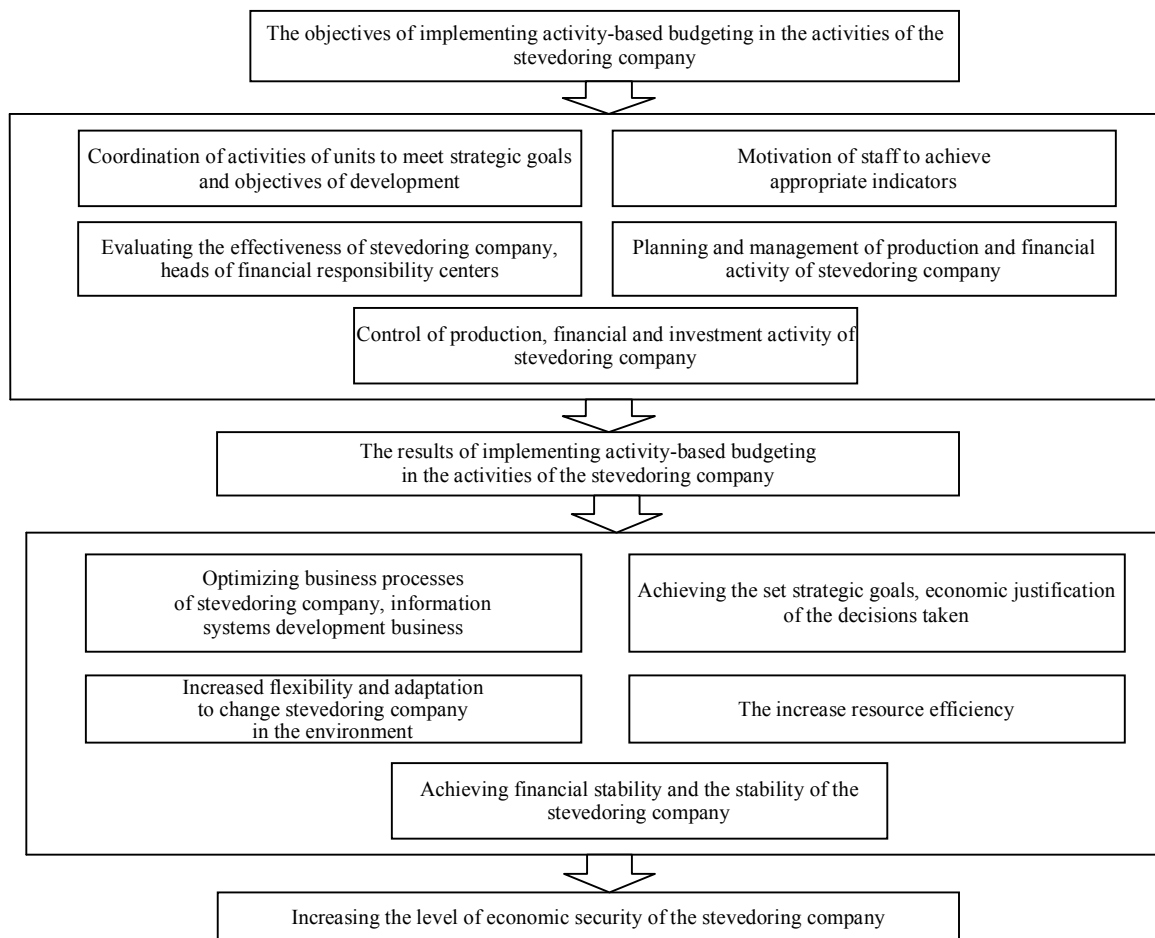 The objectives of implementing activity-based budgeting in the activities of the
stevedoring company
Coordination of activities of units to meet strategic goals
and objectives of development
Motivation of staff to achieve
appropriate indicators
Evaluating the effectiveness of stevedoring company,
heads of financial responsibility centers
Planning and management of production and financial
activity of stevedoring company
Control of production, financial and investment activity of
stevedoring company
The results of implementing activity-based budgeting
in the activities of the stevedoring company
Optimizing business processes
of stevedoring company, information
systems development business
Achieving the set strategic goals, economic justification
of the decisions taken
Increased flexibility and adaptation
to change stevedoring company
in the environment
The increase resource efficiency
Achieving financial stability and the stability of the
stevedoring company
Increasing the level of economic security of the stevedoring company